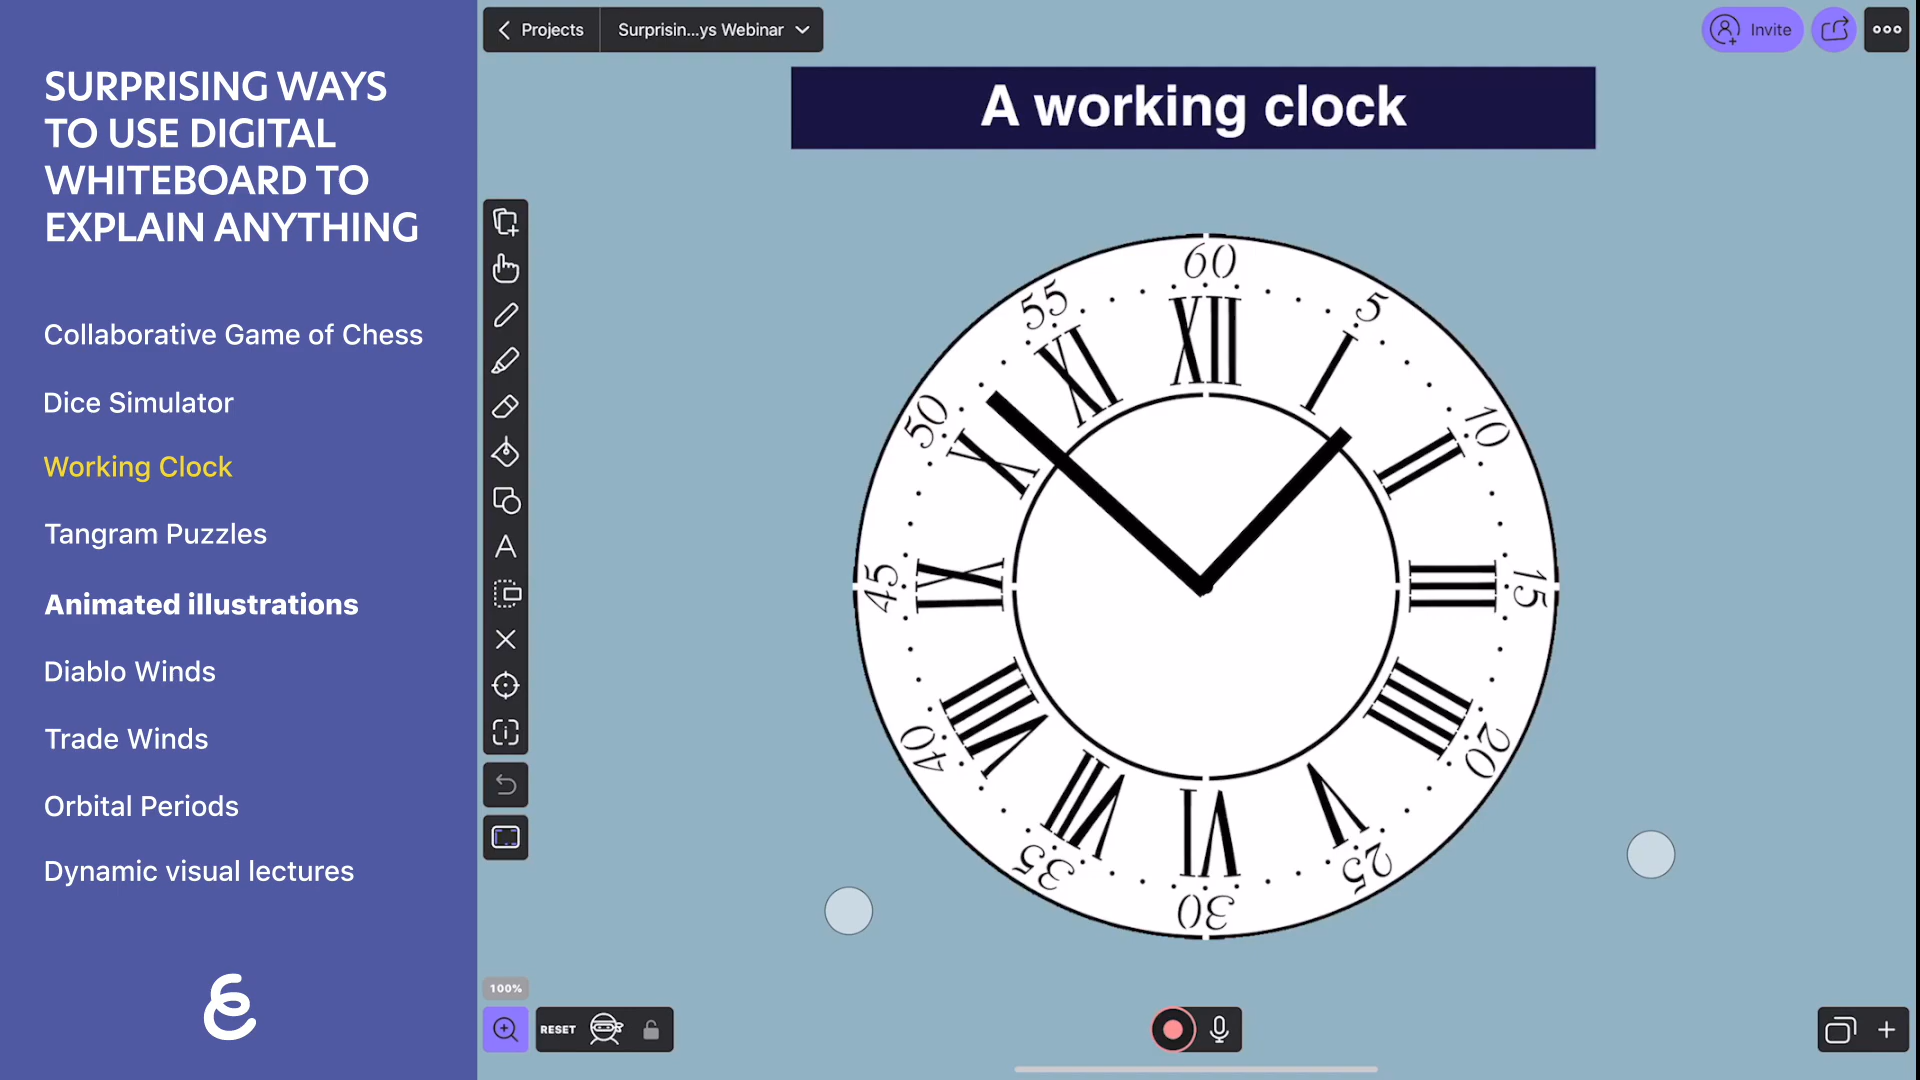 SURPRISING WAYS
TO USE DIGITAL
WHITEBOARD TO
EXPLAIN ANYTHING
Collaborative Game of Chess
Dice Simulator
Working Clock
Tangram Puzzles
Animated illustrations
Diablo Winds
Trade Winds
Orbital Periods
Dynamic visual lectures
Projects
Surprisin...ys Webinar
Invite
A working clock
60
5
10
15
20
25
30
35
40
45
50
55
XII
I
II
III
IIII
V
VI
VII
VIII
IX
X
XI
100%
RESET